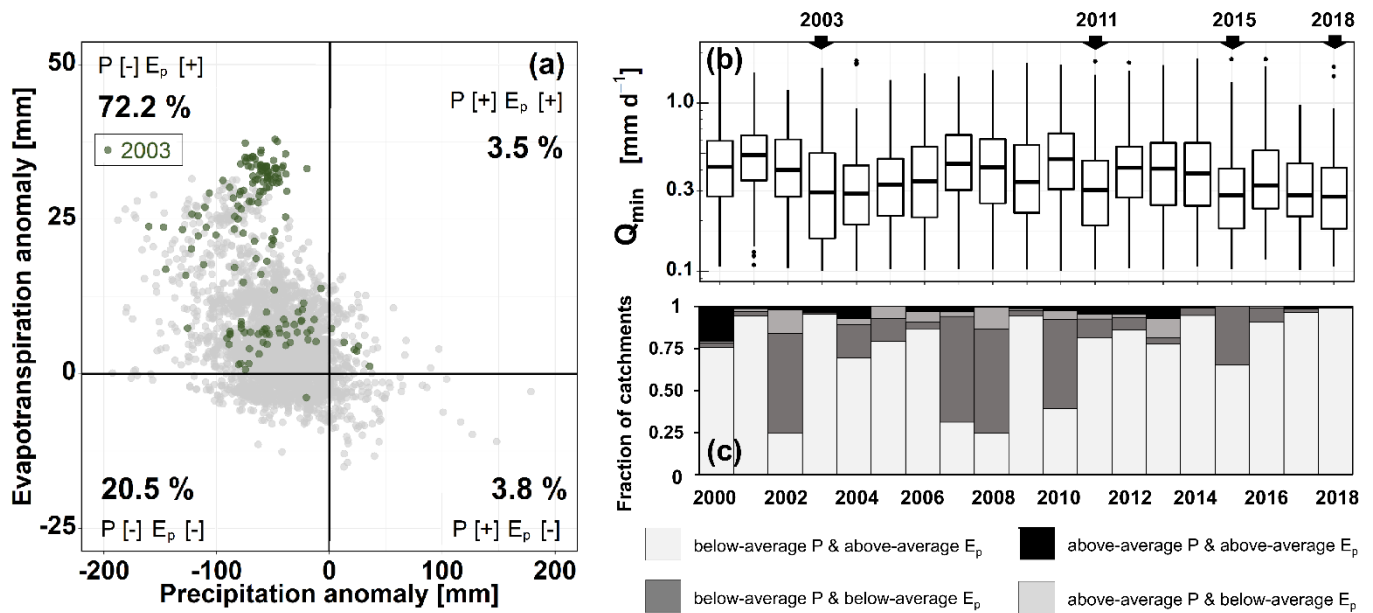 (a)
P [-] Eₚ [+]
72.2 %
2003
P [+] Eₚ [+]
3.5 %
20.5 %
P [-] Eₚ [-]
3.8 %
P [+] Eₚ [-]
50
25
0
-25
Evapotranspiration anomaly [mm]
-200 -100 0 100 200
Precipitation anomaly [mm]
2003 2011 2015 2018
(b)
1.0
0.3
0.1
Qmin [mm d⁻¹]
1
0.75
0.50
0.25
0
Fraction of catchments
(c)
2000 2002 2004 2006 2008 2010 2012 2014 2016 2018
below-average P & above-average Eₚ
above-average P & above-average Eₚ
below-average P & below-average Eₚ
above-average P & below-average Eₚ